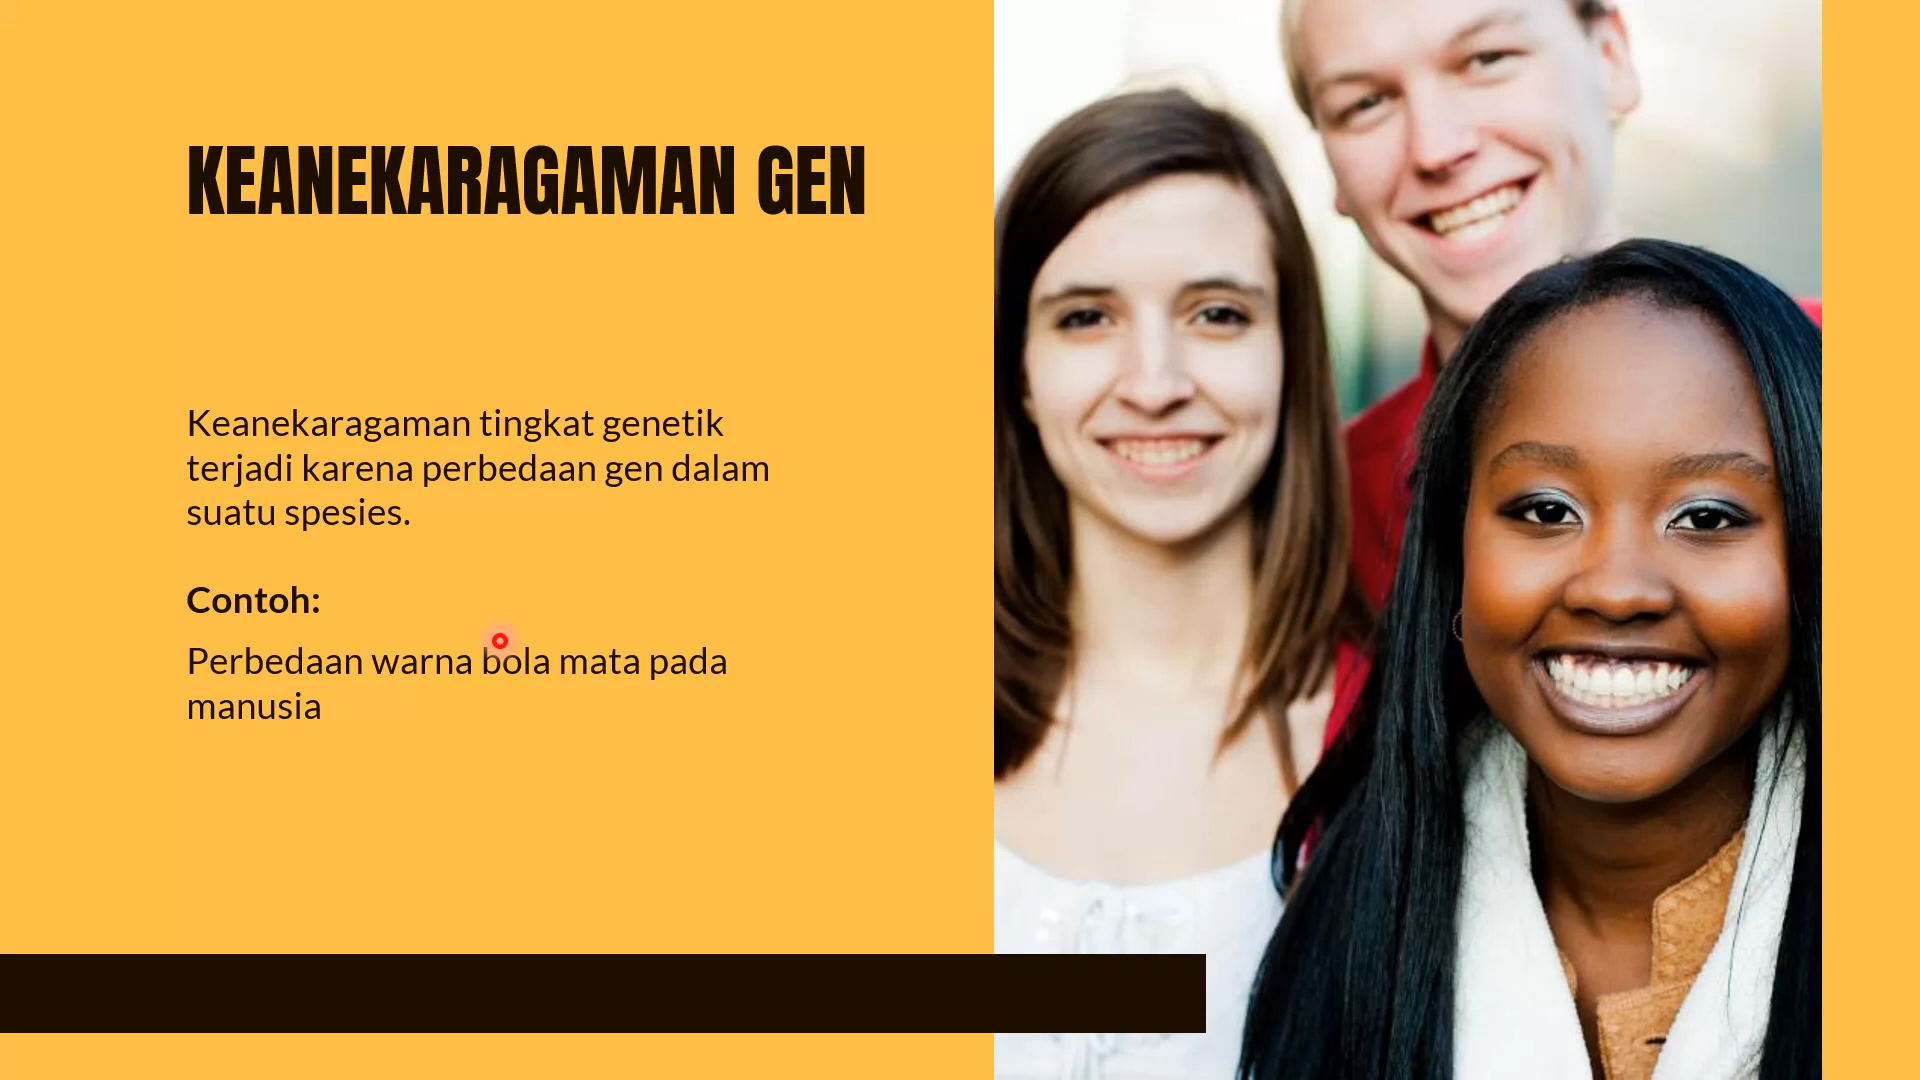 KEANEKARAGAMAN GEN
Keanekaragaman tingkat genetik
terjadi karena perbedaan gen dalam
suatu spesies.
Contoh:
Perbedaan warna bola mata pada
manusia